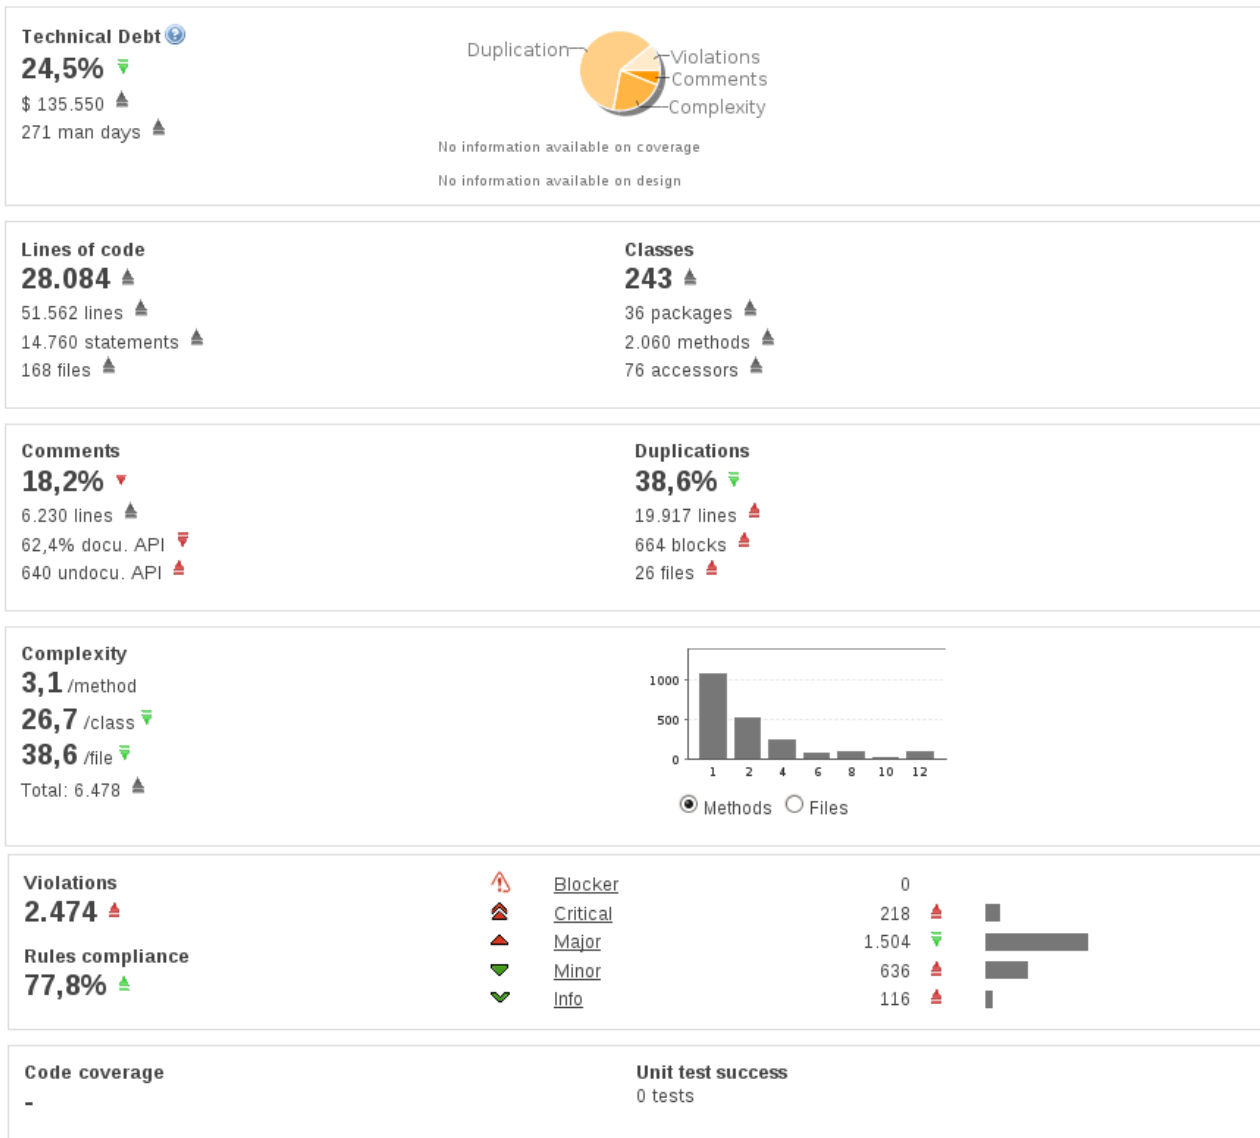 Technical Debt
24,5%
$ 135.550
271 man days
Duplication
Violations
Comments
Complexity
No information available on coverage
No information available on design
Lines of code
28.084
51.562 lines
14.760 statements
168 files
Classes
243
36 packages
2.060 methods
76 accessors
Comments
18,2%
6.230 lines
62,4% docu. API
640 undocu. API
Duplications
38,6%
19.917 lines
664 blocks
26 files
Complexity
3,1 /method
26,7 /class
38,6 /file
Total: 6.478
1000
500
0
1 2 4 6 8 10 12
Methods Files
Violations
2.474
Rules compliance
77,8%
Blocker 0
Critical 218
Major 1.504
Minor 636
Info 116
Code coverage
-
Unit test success
0 tests